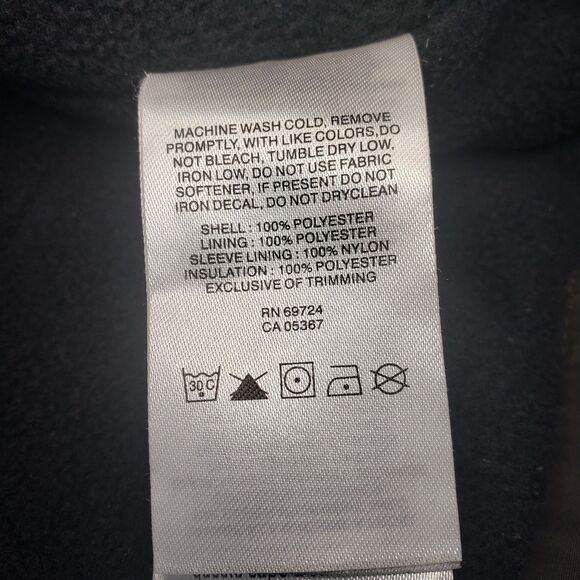 MACHINE WASH COLD, REMOVE
PROMPTLY, WITH LIKE COLORS,DO
NOT BLEACH, TUMBLE DRY LOW.
IRON LOW, DO NOT USE FABRIC
SOFTENER, IF PRESENT DO NOT
IRON DECAL, DO NOT DRYCLEAN
SHELL : 100% POLYESTER
LINING : 100% POLYESTER
SLEEVE LINING : 100% NYLON
INSULATION : 100% POLYESTER
EXCLUSIVE OF TRIMMING
RN 69724
CA 05367
30 C